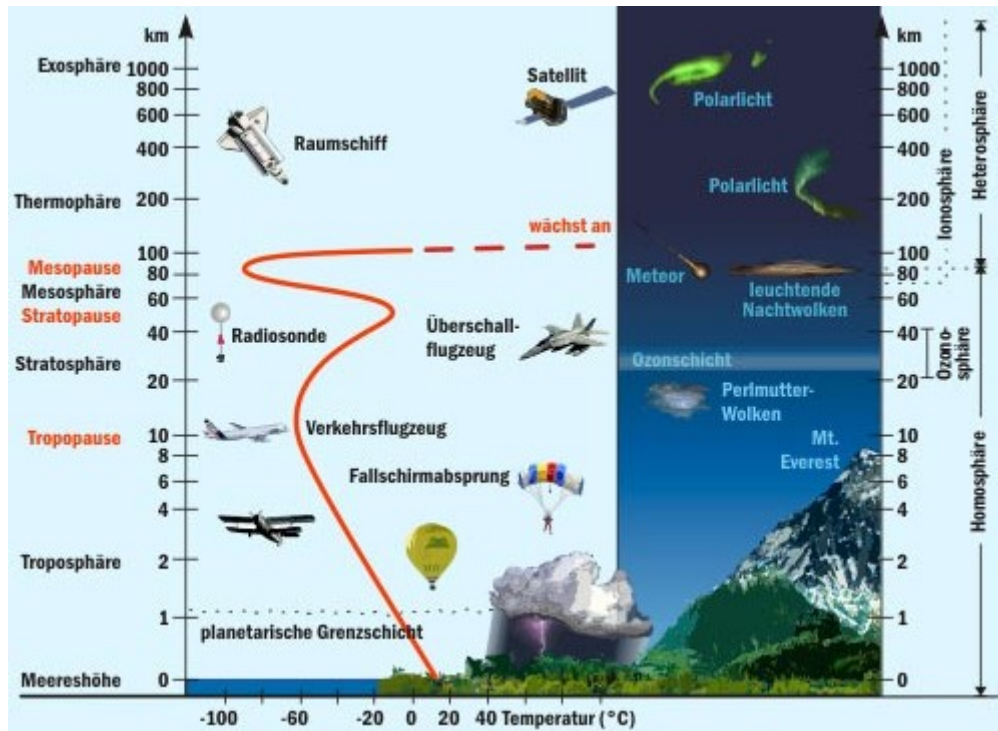 km
Exosphäre
1000
800
600
400
Thermophäre
200
100
Mesopause
80
Mesosphäre
60
Stratopause
40
Stratosphäre
20
Tropopause
10
8
6
4
Troposphäre
2
1
Meereshöhe
0
Satellit
Raumschiff
wächst an
Radiosonde
Überschall-
flugzeug
Verkehrsflugzeug
Fallschirmabsprung
planetarische Grenzschicht
-100
-60
-20
0
20
40
Temperatur (°C)
Polarlicht
Polarlicht
Meteor
leuchtende
Nachtwolken
Ozonschicht
Perlmutter-
Wolken
Mt.
Everest
km
1000
800
600
400
200
100
80
60
40
20
10
8
6
4
2
1
0
Ionosphäre
Ozono-
sphäre
Heterosphäre
Homosphäre